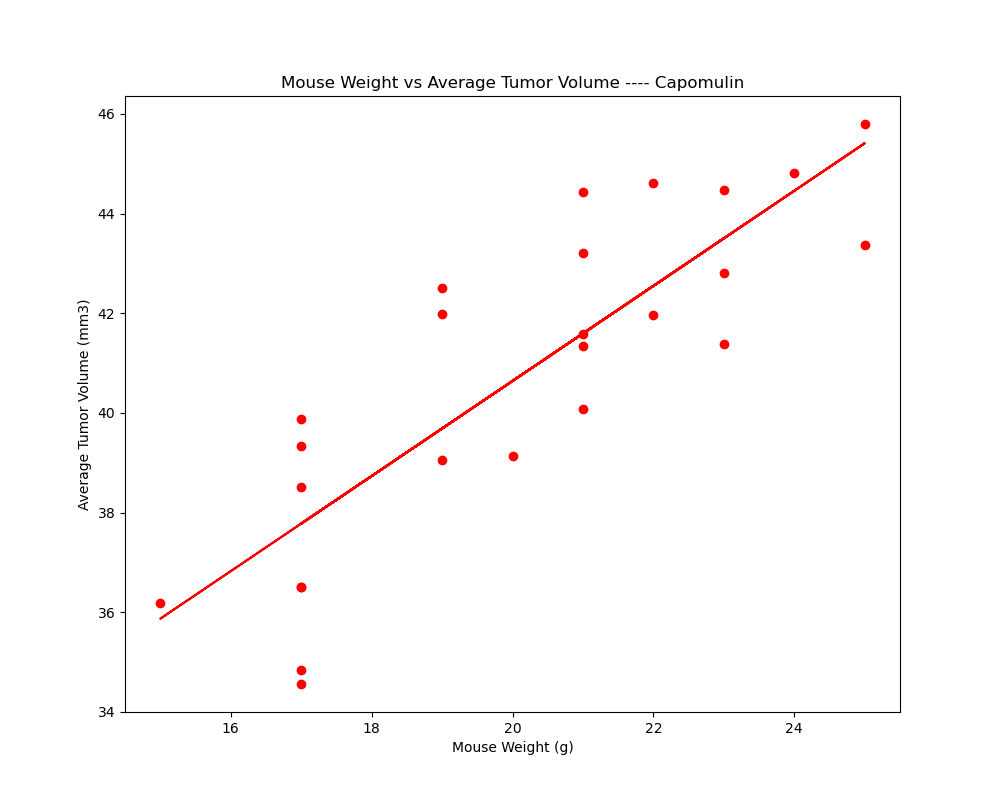 Mouse Weight vs Average Tumor Volume ---- Capomulin
46
44
42
40
38
36
34
Average Tumor Volume (mm3)
16 18 20 22 24
Mouse Weight (g)